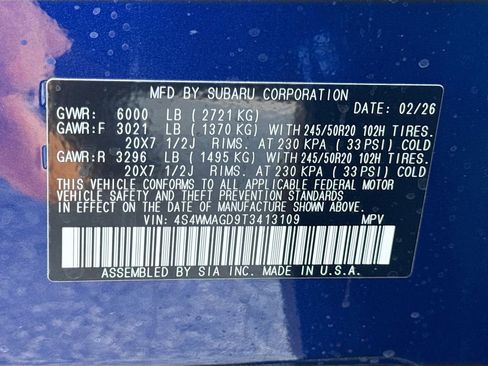 MFD BY SUBARU CORPORATION
GVWR: 6000 LB ( 2721 KG) DATE: 02/26
GAWR:F 3021 LB ( 1370 KG) WITH 245/50R20 102H TIRES.
20X7 1/2J RIMS. AT 230 KPA ( 33 PSI) COLD
GAWR:R 3296 LB ( 1495 KG) WITH 245/50R20 102H TIRES.
20X7 1/2J RIMS. AT 230 KPA ( 33 PSI) COLD
THIS VEHICLE CONFORMS TO ALL APPLICABLE FEDERAL MOTOR
VEHICLE SAFETY AND THEFT PREVENTION STANDARDS
IN EFFECT ON THE DATE OF MANUFACTURE SHOWN ABOVE.
VIN: 4S4WMAGD9T3413109 MPV
ASSEMBLED BY SIA INC. MADE IN U.S.A.